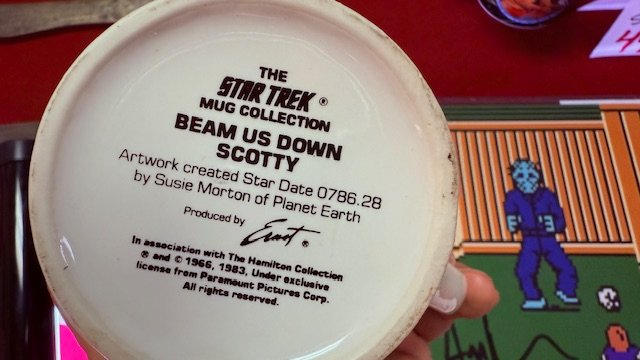 THE
STAR TREK®
MUG COLLECTION
BEAM US DOWN
SCOTTY
Artwork created Star Date 0786.28
by Susie Morton of Planet Earth
Produced by Ernst®
In association with The Hamilton Collection
® and © 1966, 1983, Under exclusive
license from Paramount Pictures Corp.
All rights reserved.